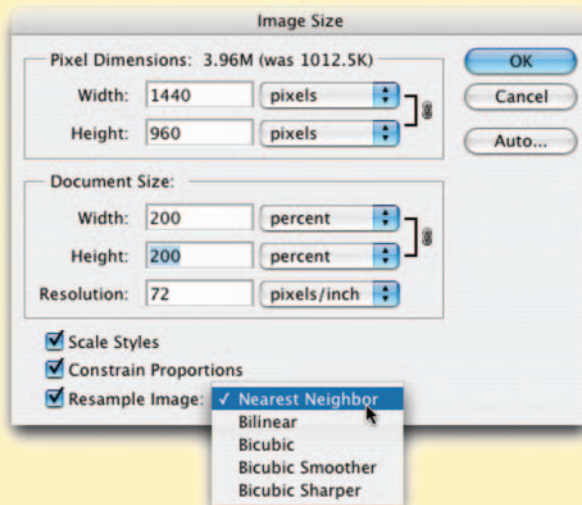 Image Size
Pixel Dimensions: 3.96M (was 1012.5K)
Width: 1440 pixels
Height: 960 pixels
OK
Cancel
Auto...
Document Size:
Width: 200 percent
Height: 200 percent
Resolution: 72 pixels/inch
Scale Styles
Constrain Proportions
Resample Image: ✓ Nearest Neighbor
Bilinear
Bicubic
Bicubic Smoother
Bicubic Sharper